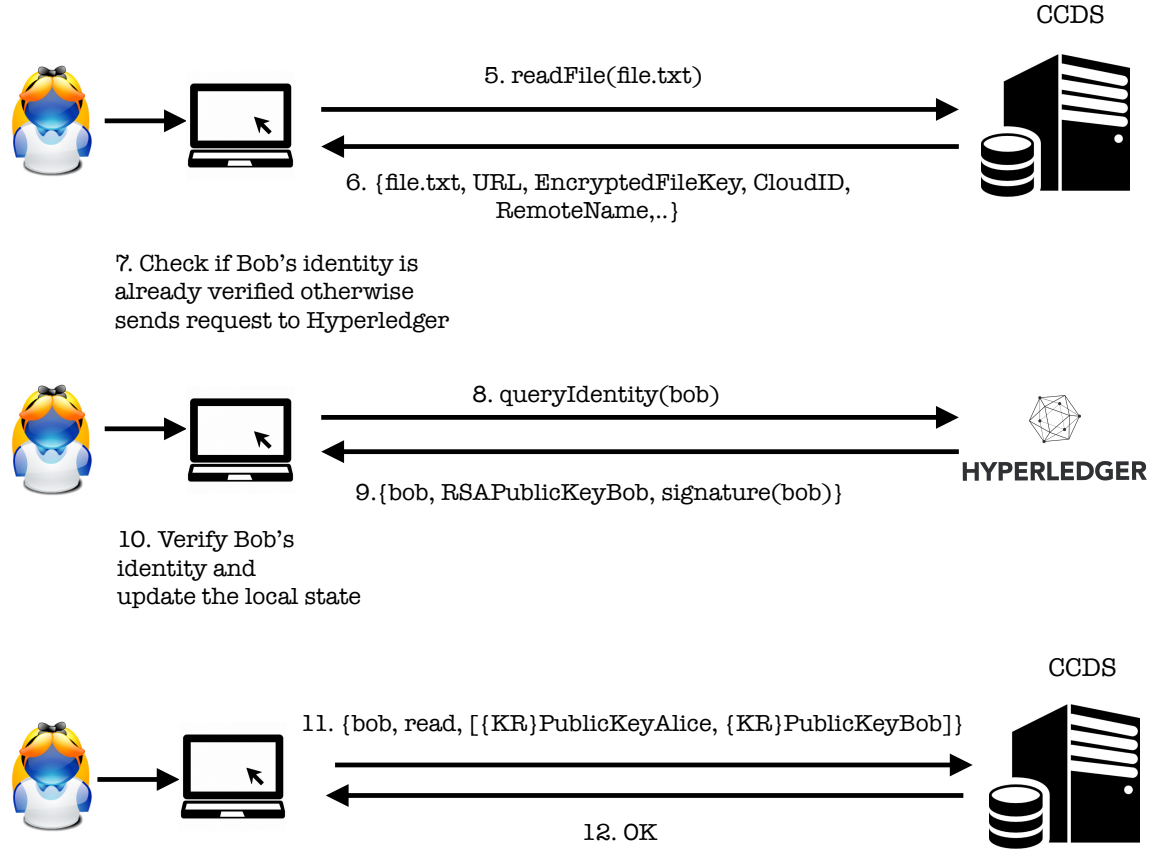 CCDS
5. readFile(file.txt)
6. {file.txt, URL, EncryptedFileKey, CloudID,
RemoteName,..}
7. Check if Bob's identity is
already verified otherwise
sends request to Hyperledger
8. queryIdentity(bob)
HYPERLEDGER
9.{bob, RSAPublicKeyBob, signature(bob)}
10. Verify Bob's
identity and
update the local state
CCDS
11. {bob, read, [{KR}PublicKeyAlice, {KR}PublicKeyBob]}
12. OK